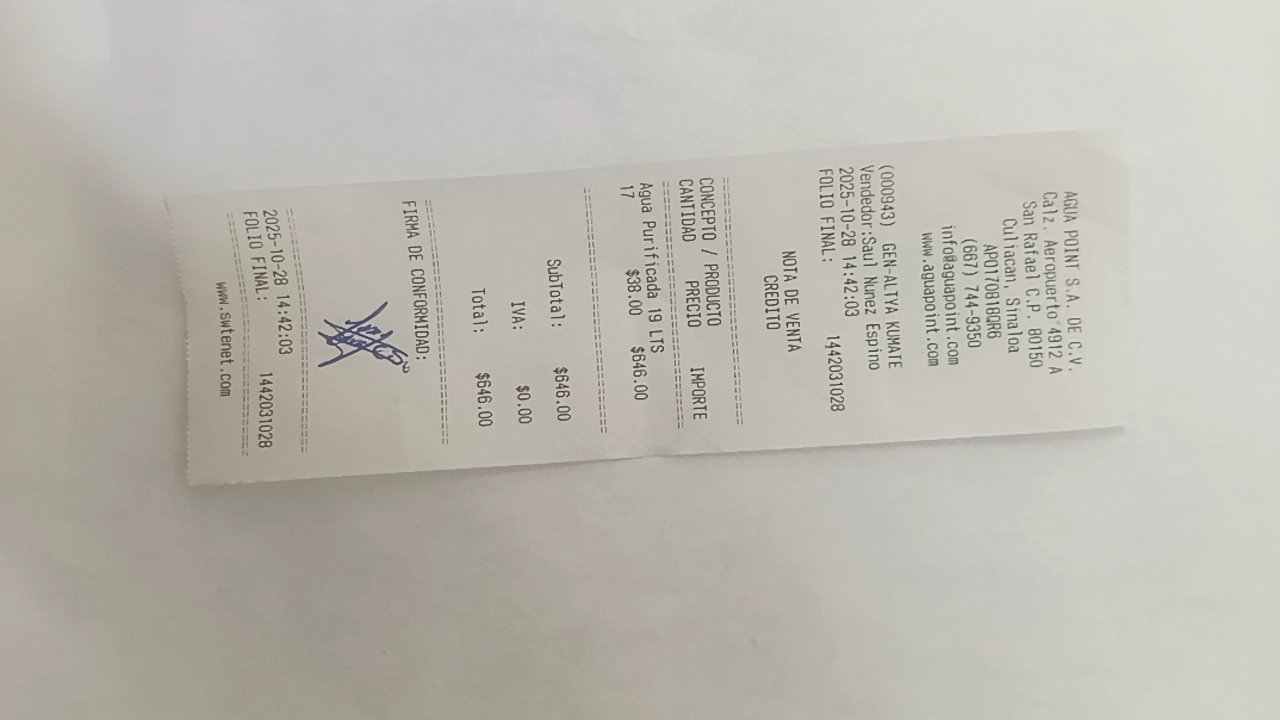 AGUA POINT S.A. DE C.V.
Calz. Aeropuerto 4912 A
San Rafael C.P. 80150
Culiacan, Sinaloa
APO1708180R6
(667) 744-9350
info@aguapoint.com
www.aguapoint.com
(000943) GEN-ALTYA KUMATE
Vendedor:Saul Nunez Espino
2025-10-28 14:42:03
FOLIO FINAL: 1442031028
NOTA DE VENTA
CREDITO
CONCEPTO / PRODUCTO
CANTIDAD PRECIO IMPORTE
Agua Purificada 19 LTS
17 $38.00 $646.00
SubTotal: $646.00
IVA: $0.00
Total: $646.00
FIRMA DE CONFORMIDAD:
2025-10-28 14:42:03
FOLIO FINAL: 1442031028
www.swtenet.com